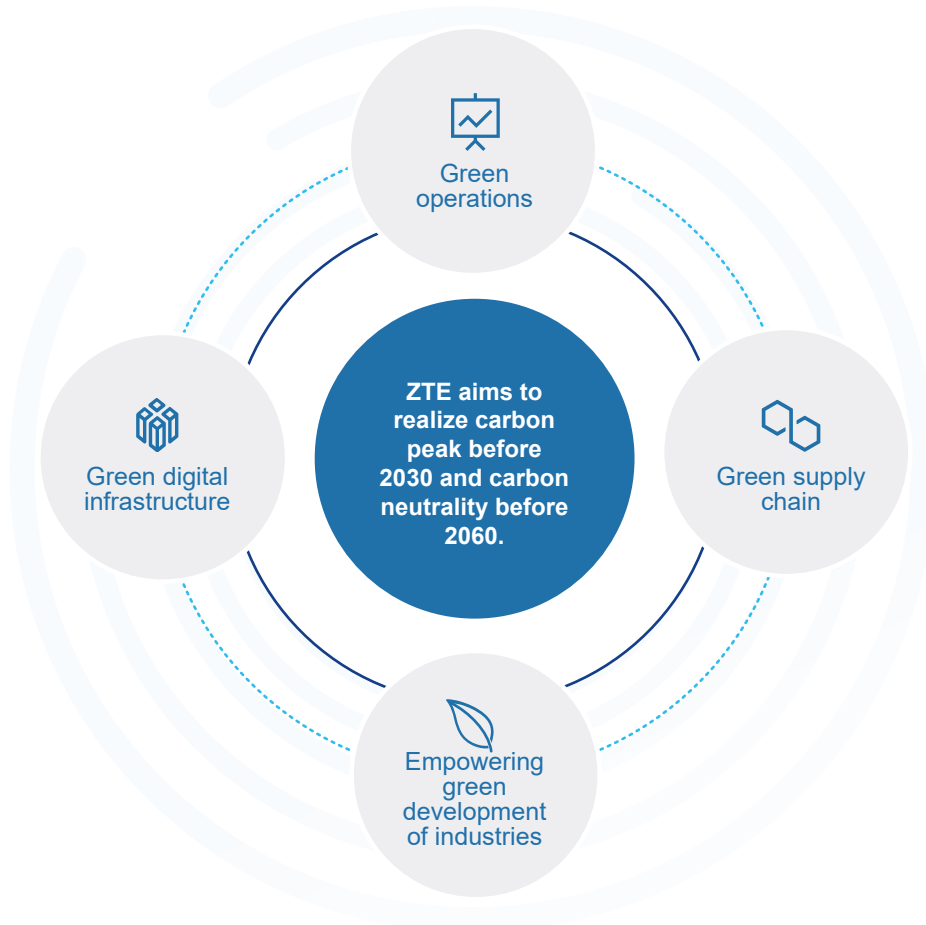 Green
operations
Green digital
infrastructure
ZTE aims to
realize carbon
peak before
2030 and carbon
neutrality before
2060.
Green supply
chain
Empowering
green
development
of industries